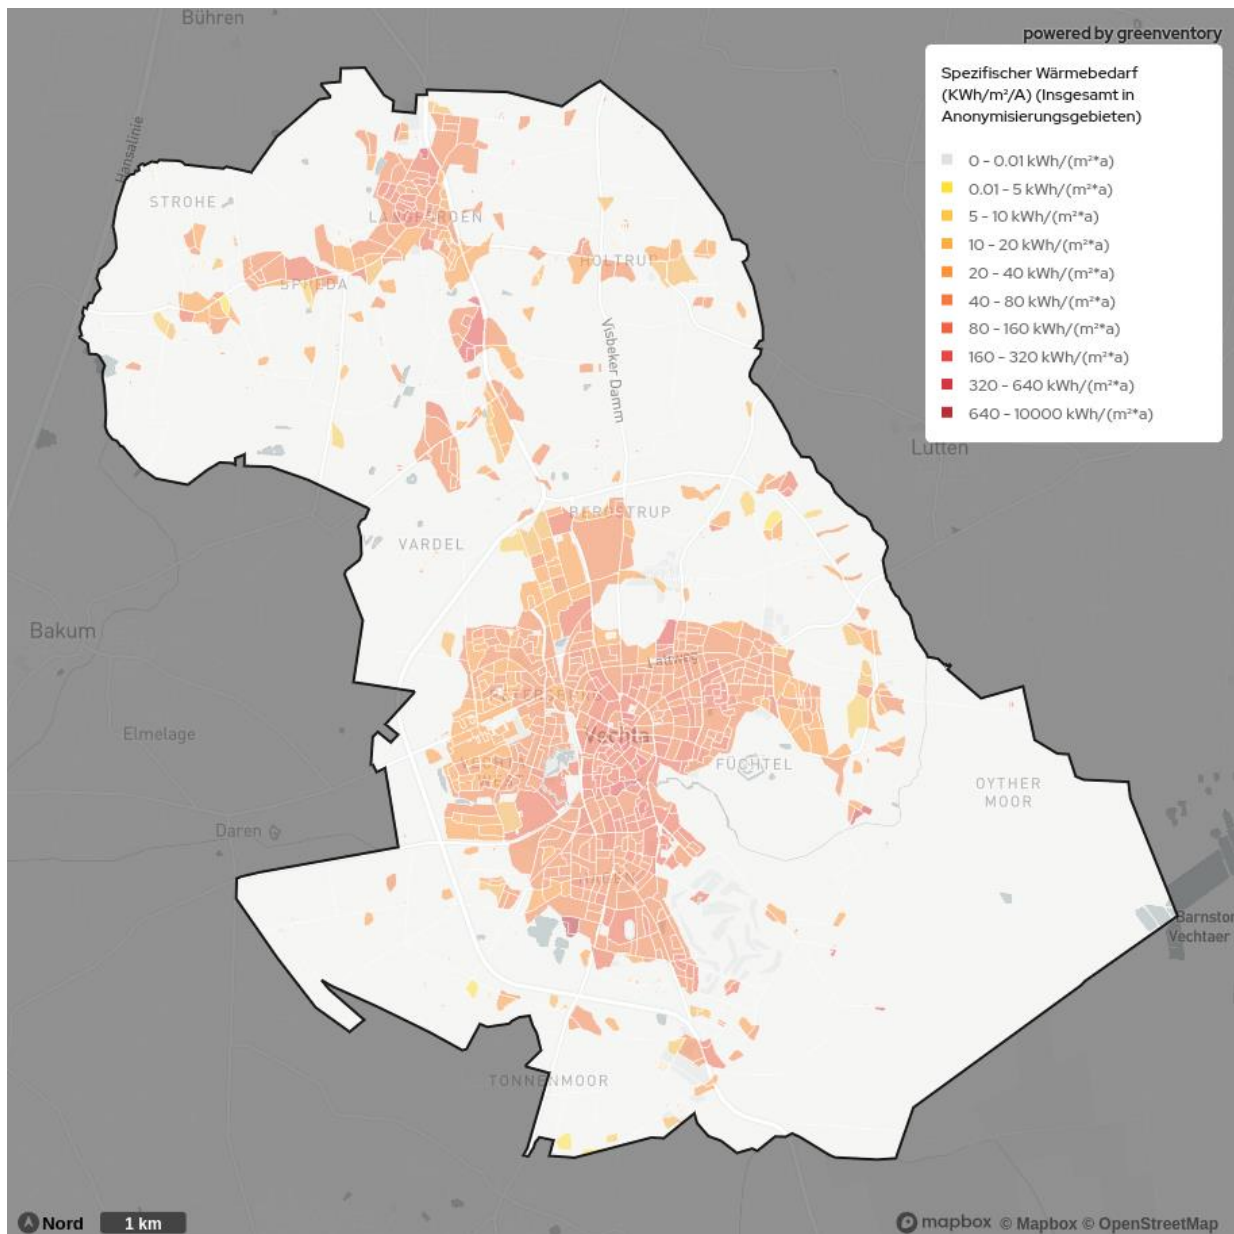 Bühren
powered by greenventory
Spezifischer Wärmebedarf
(KWh/m²/A) (Insgesamt in
Anonymisierungsgebieten)
0 - 0.01 kWh/(m²*a)
0.01 - 5 kWh/(m²*a)
5 - 10 kWh/(m²*a)
10 - 20 kWh/(m²*a)
20 - 40 kWh/(m²*a)
40 - 80 kWh/(m²*a)
80 - 160 kWh/(m²*a)
160 - 320 kWh/(m²*a)
320 - 640 kWh/(m²*a)
640 - 10000 kWh/(m²*a)
Hansalinie
STROHE
LANGFÖRDEN
HOLTRUP
SPREDA
Visbeker Damm
Lutten
BERGSTRUP
VARDEL
Bakum
Vechta
Elmelage
VECHTA
WEST
FÜCHTEL
OYTHER
MOOR
Daren
Barnstor
Vechtaer
TONNENMOOR
Nord
1 km
mapbox © Mapbox © OpenStreetMap